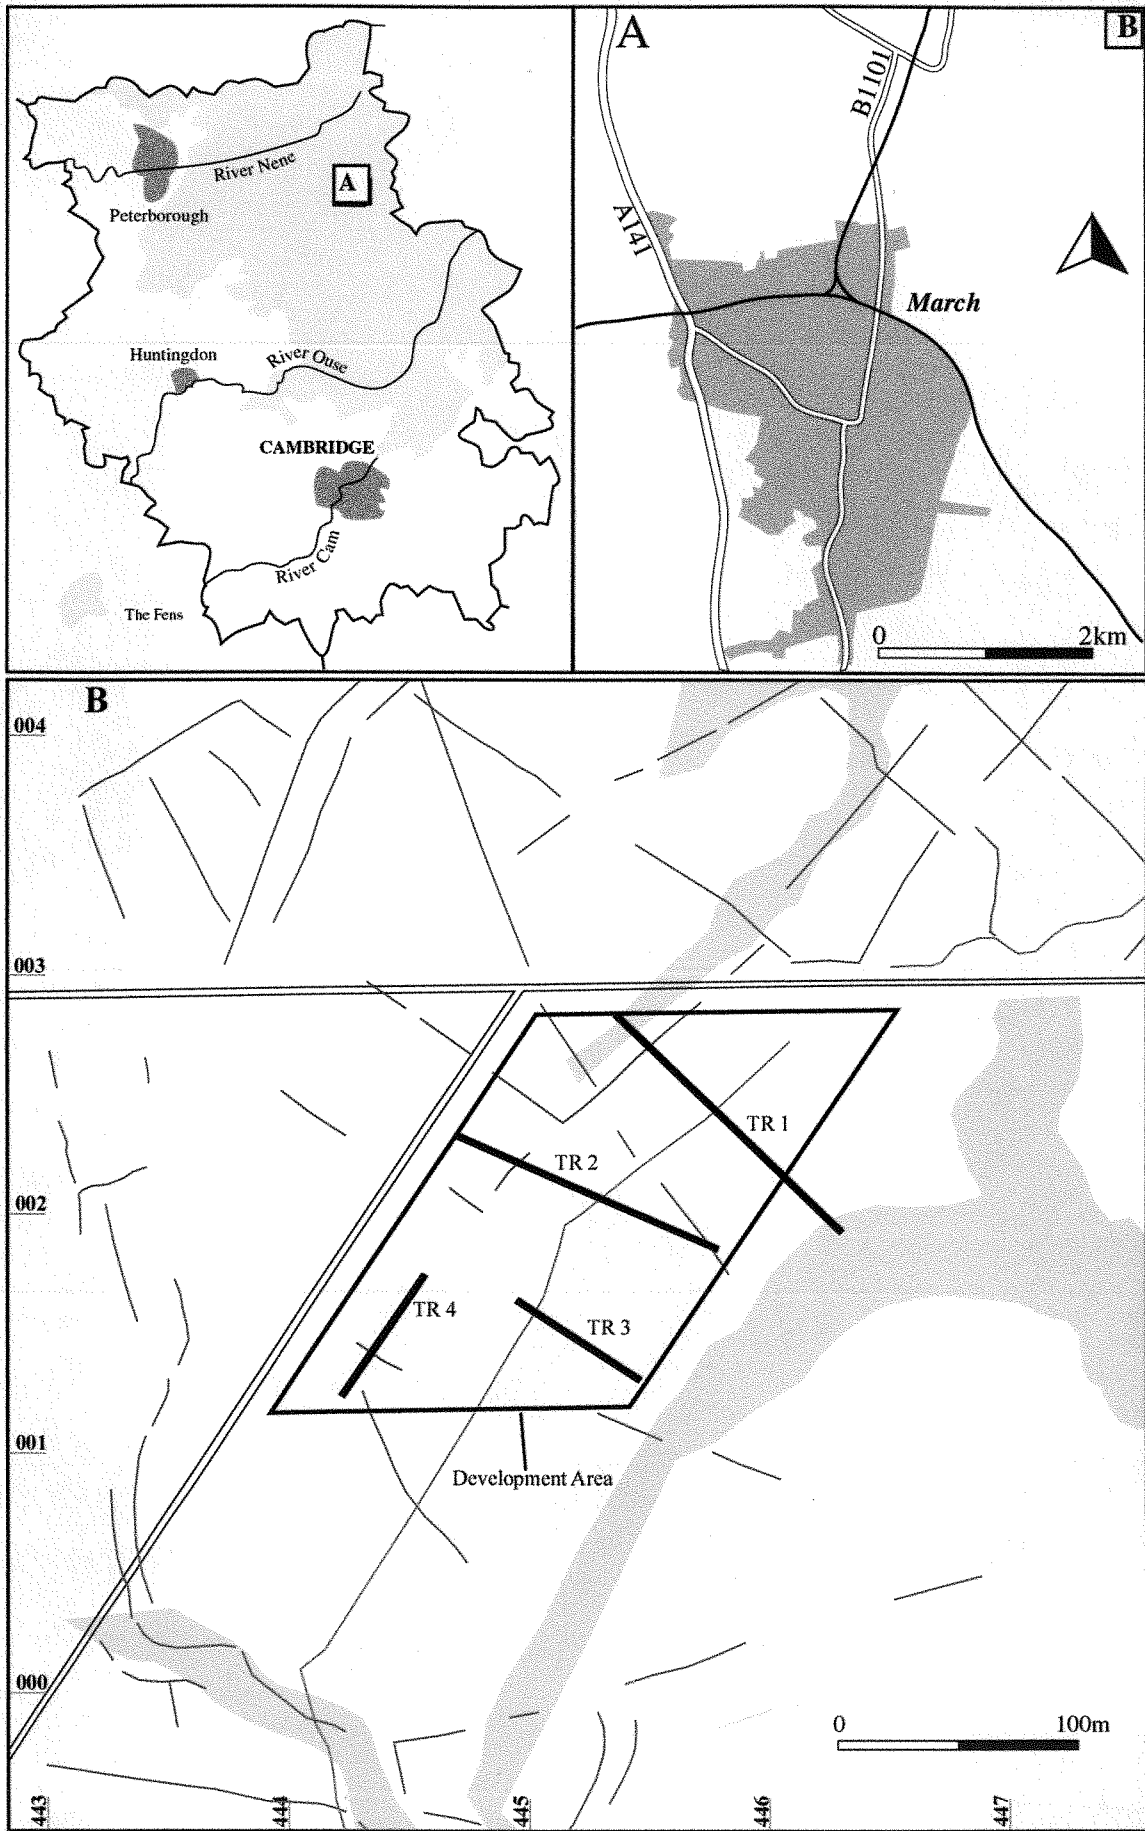 A
B
B1101
River Nene
A
Peterborough
A141
March
Huntingdon
River Ouse
CAMBRIDGE
River Cam
The Fens
0 2km
B
004
003
TR 1
TR 2
002
TR 4
TR 3
001
Development Area
000
0 100m
443 444 445 446 447